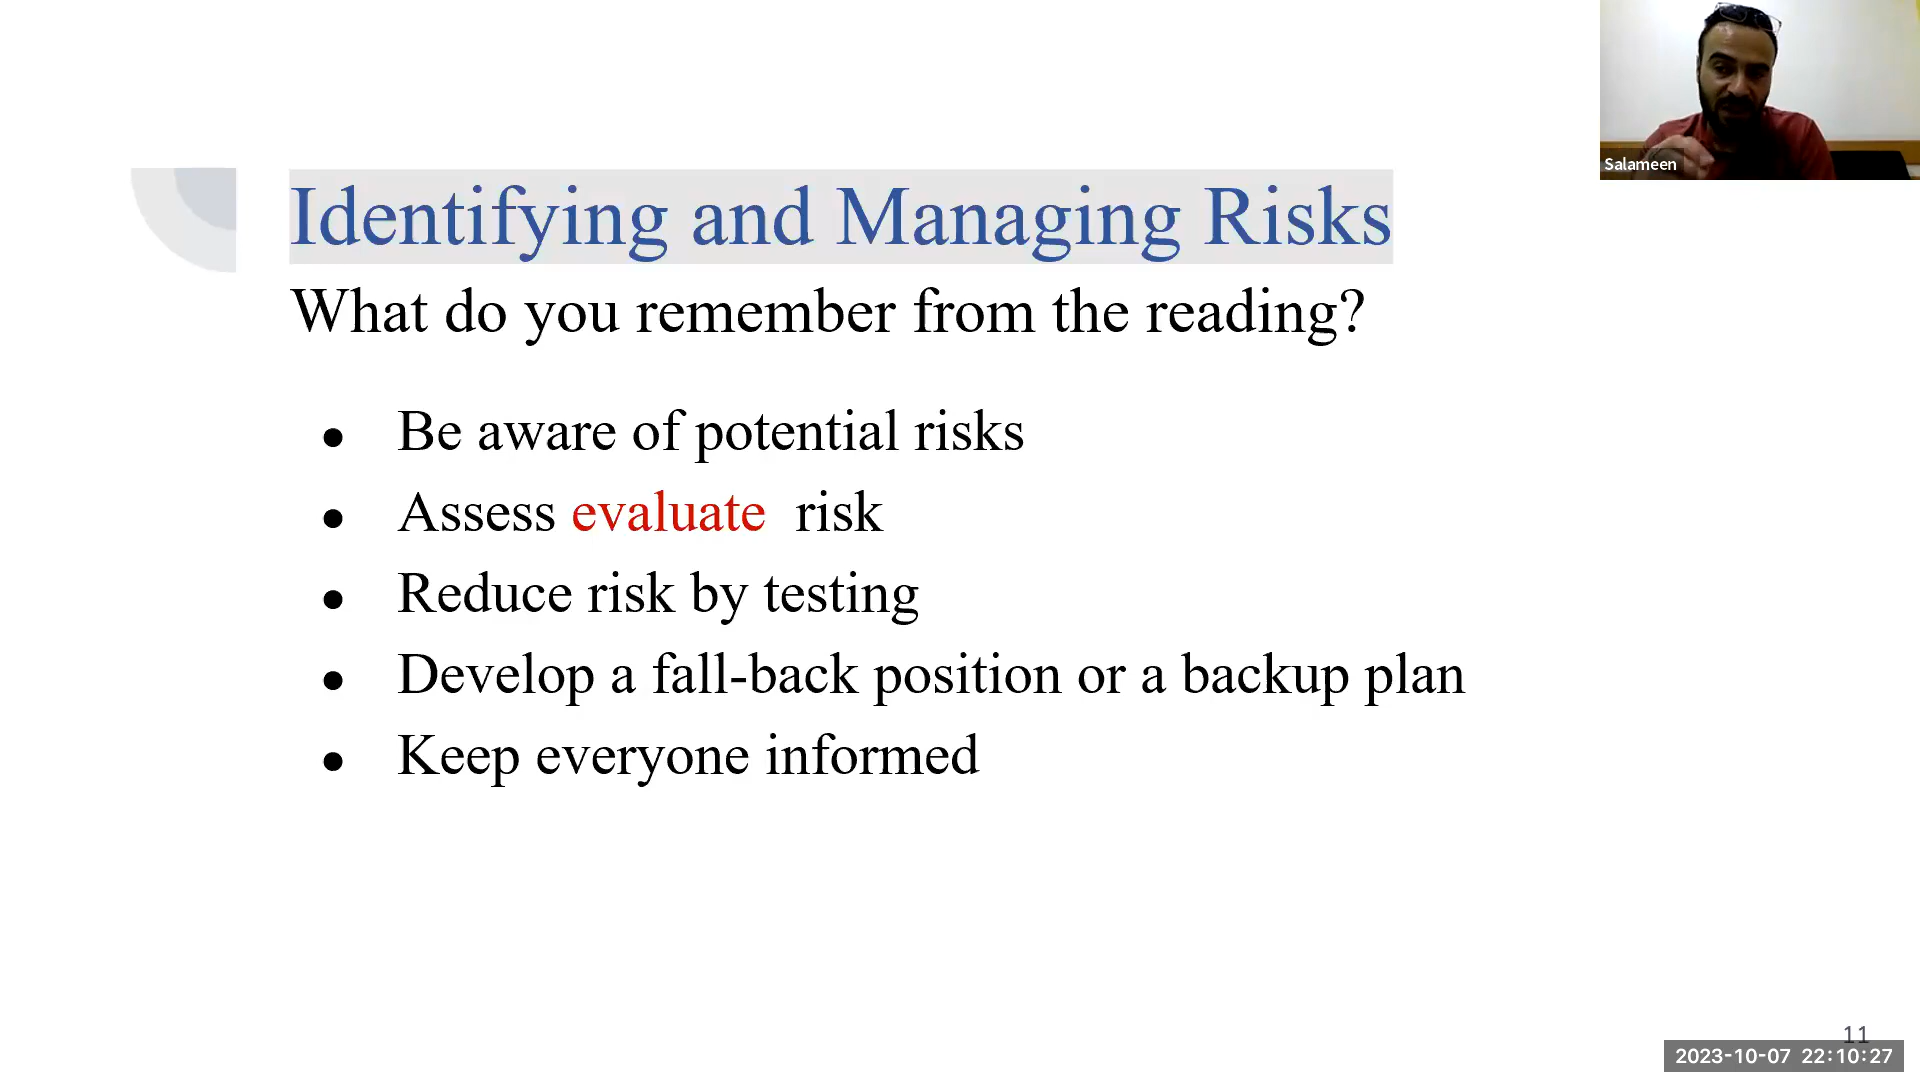 Salameen
Identifying and Managing Risks
What do you remember from the reading?
● Be aware of potential risks
● Assess evaluate risk
● Reduce risk by testing
● Develop a fall-back position or a backup plan
● Keep everyone informed
11
2023-10-07 22:10:27